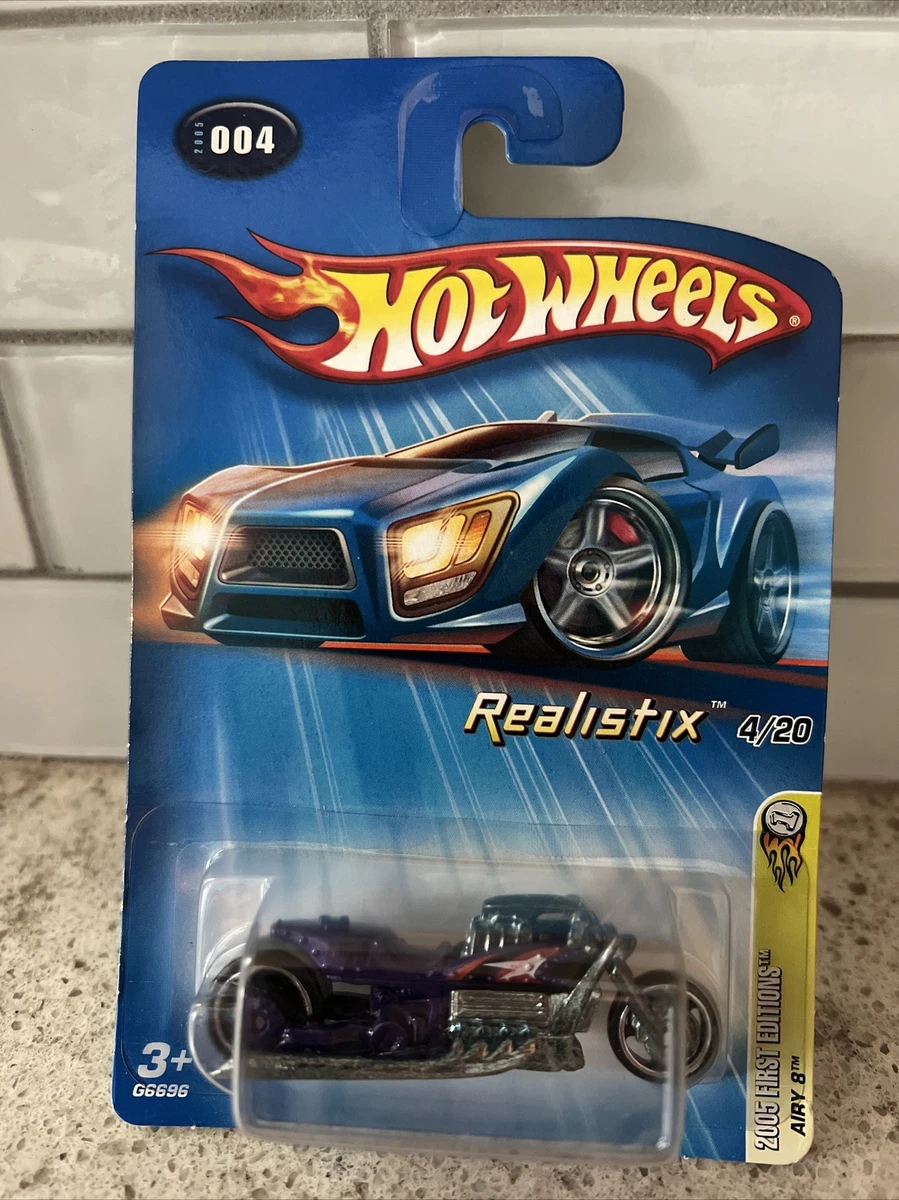 2005
004
HOT WHEELS®
Realistix™ 4/20
3+
G6696
2005 FIRST EDITIONS™
AIRY 8™